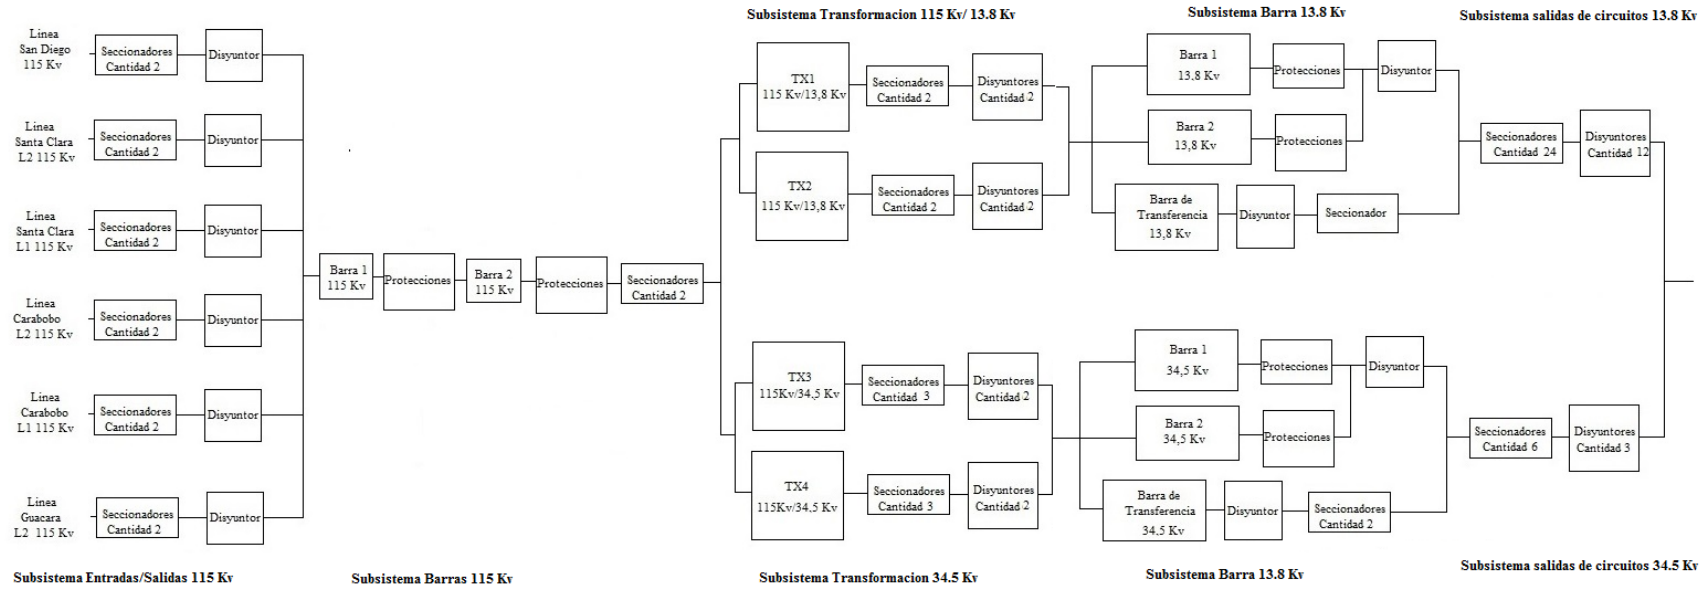 Subsistema Transformacion 115 Kv/ 13.8 Kv
Subsistema Barra 13.8 Kv
Subsistema salidas de circuitos 13.8 Kv
Linea
San Diego
115 Kv
Seccionadores
Cantidad 2
Disyuntor
Linea
Santa Clara
L2 115 Kv
Seccionadores
Cantidad 2
Disyuntor
Linea
Santa Clara
L1 115 Kv
Seccionadores
Cantidad 2
Disyuntor
Linea
Carabobo
L2 115 Kv
Seccionadores
Cantidad 2
Disyuntor
Linea
Carabobo
L1 115 Kv
Seccionadores
Cantidad 2
Disyuntor
Linea
Guacara
L2 115 Kv
Seccionadores
Cantidad 2
Disyuntor
Barra 1
115 Kv
Protecciones
Barra 2
115 Kv
Protecciones
Seccionadores
Cantidad 2
TX1
115 Kv/13,8 Kv
Seccionadores
Cantidad 2
Disyuntores
Cantidad 2
TX2
115 Kv/13,8 Kv
Seccionadores
Cantidad 2
Disyuntores
Cantidad 2
Barra 1
13.8 Kv
Protecciones
Disyuntor
Barra 2
13,8 Kv
Protecciones
Barra de
Transferencia
13,8 Kv
Disyuntor
Seccionador
Seccionadores
Cantidad 24
Disyuntores
Cantidad 12
TX3
115Kv/34,5 Kv
Seccionadores
Cantidad 3
Disyuntores
Cantidad 2
TX4
115Kv/34,5 Kv
Seccionadores
Cantidad 3
Disyuntores
Cantidad 2
Barra 1
34,5 Kv
Protecciones
Disyuntor
Barra 2
34,5 Kv
Protecciones
Barra de
Transferencia
34,5 Kv
Disyuntor
Seccionadores
Cantidad 2
Seccionadores
Cantidad 6
Disyuntores
Cantidad 3
Subsistema Entradas/Salidas 115 Kv
Subsistema Barras 115 Kv
Subsistema Transformacion 34.5 Kv
Subsistema Barra 13.8 Kv
Subsistema salidas de circuitos 34.5 Kv